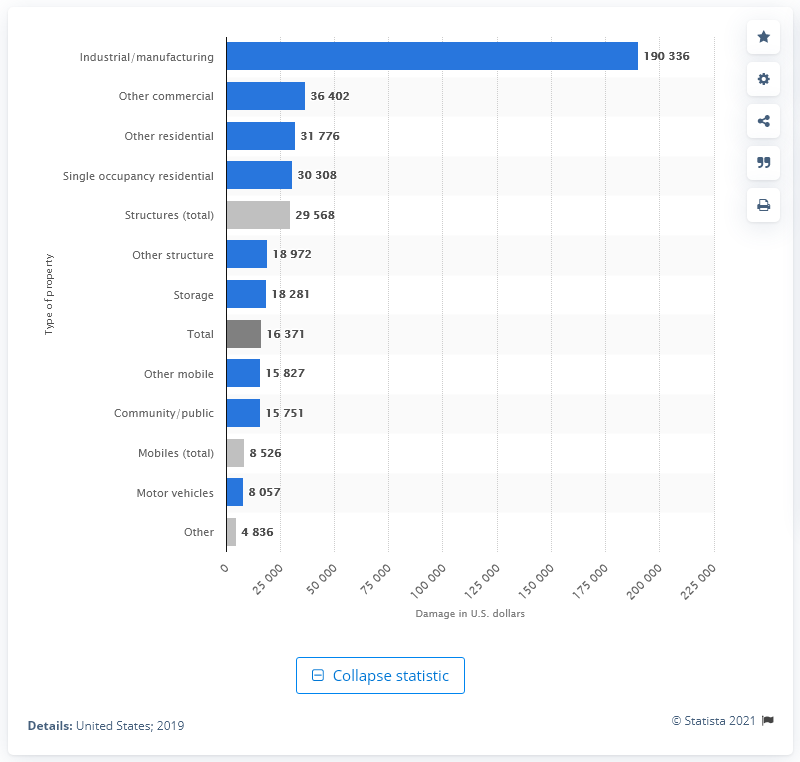 Industrial/manufacturing 190 336
Other commercial 36 402
Other residential 31 776
Single occupancy residential 30 308
Structures (total) 29 568
Other structure 18 972
Storage 18 281
Total 16 371
Other mobile 15 827
Community/public 15 751
Mobiles (total) 8 526
Motor vehicles 8 057
Other 4 836
Type of property
0 25 000 50 000 75 000 100 000 125 000 150 000 175 000 200 000 225 000
Damage in U.S. dollars
Collapse statistic
Details: United States; 2019
© Statista 2021